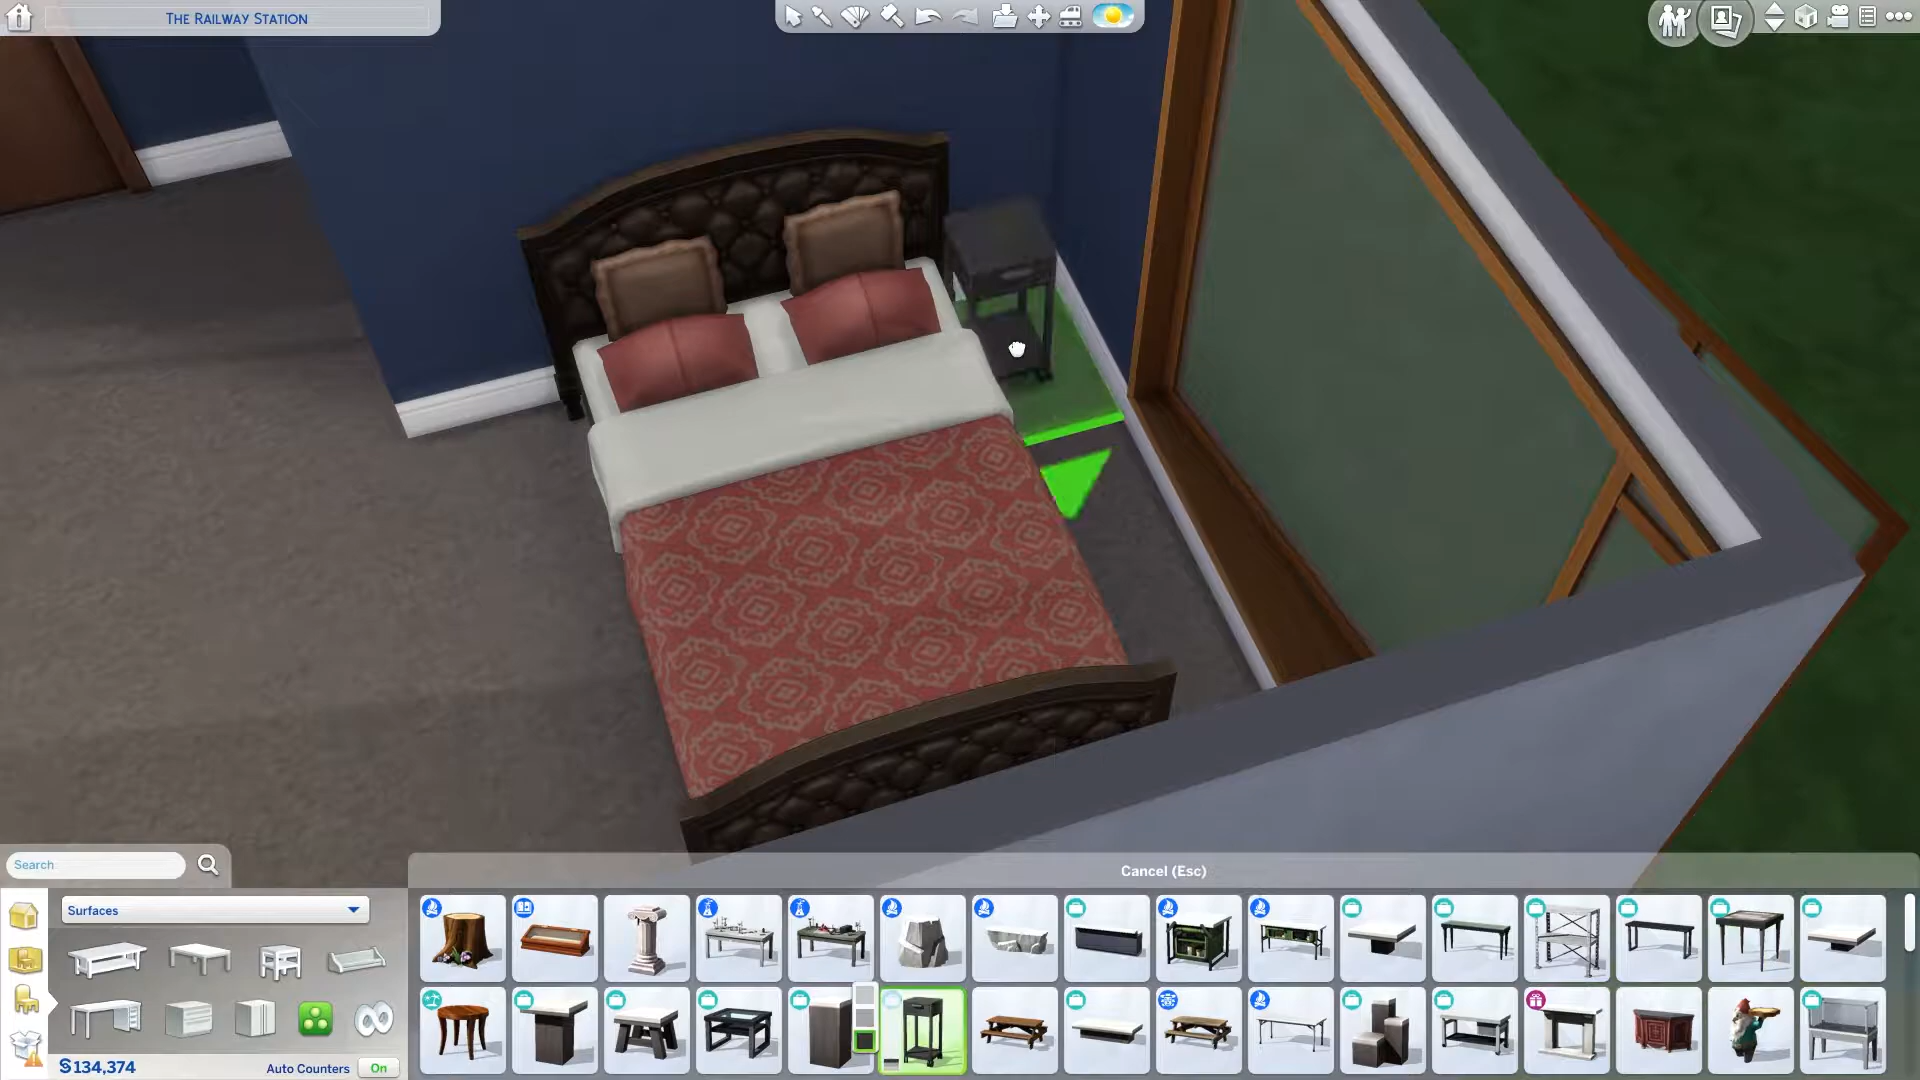 THE RAILWAY STATION
Cancel (Esc)
Search
Surfaces
§134,374
Auto Counters
On